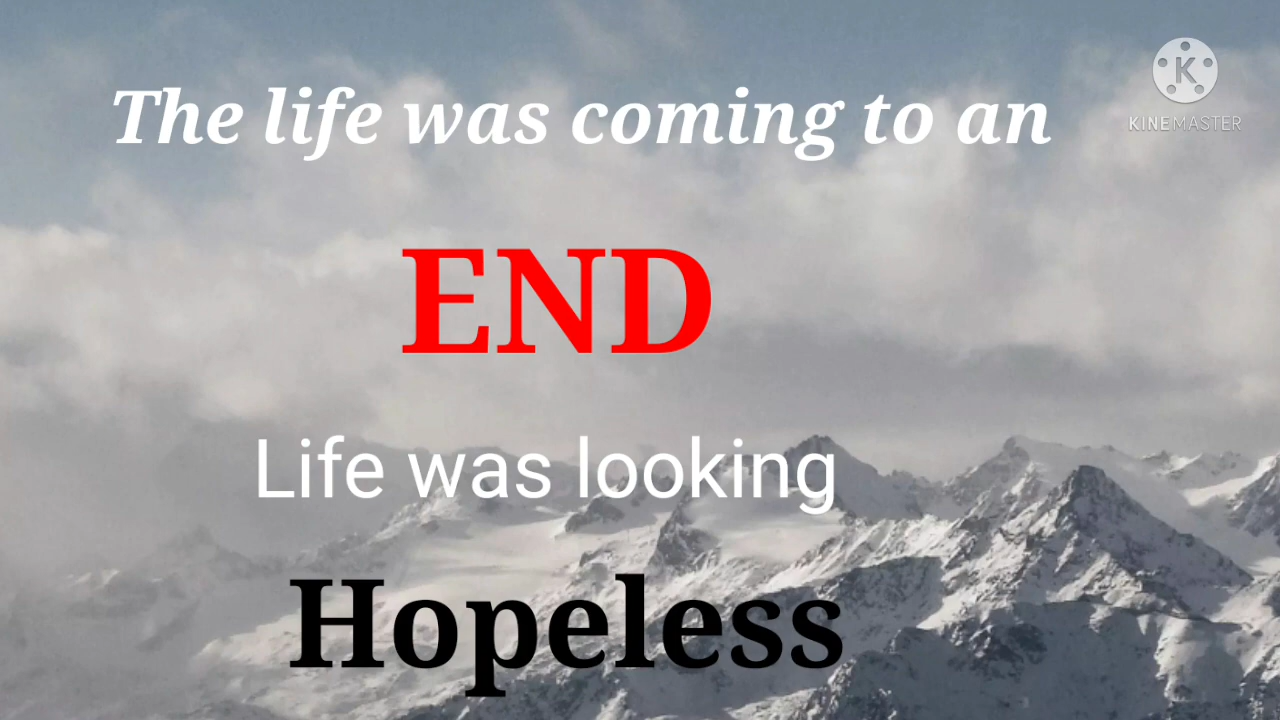 The life was coming to an
END
Life was looking
Hopeless
K
KINEMASTER